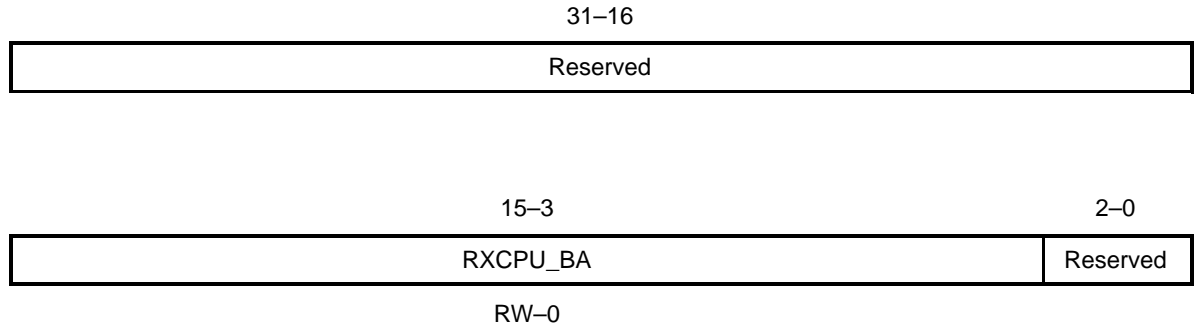 31–16
Reserved
15–3 2–0
RXCPU_BA Reserved
RW–0